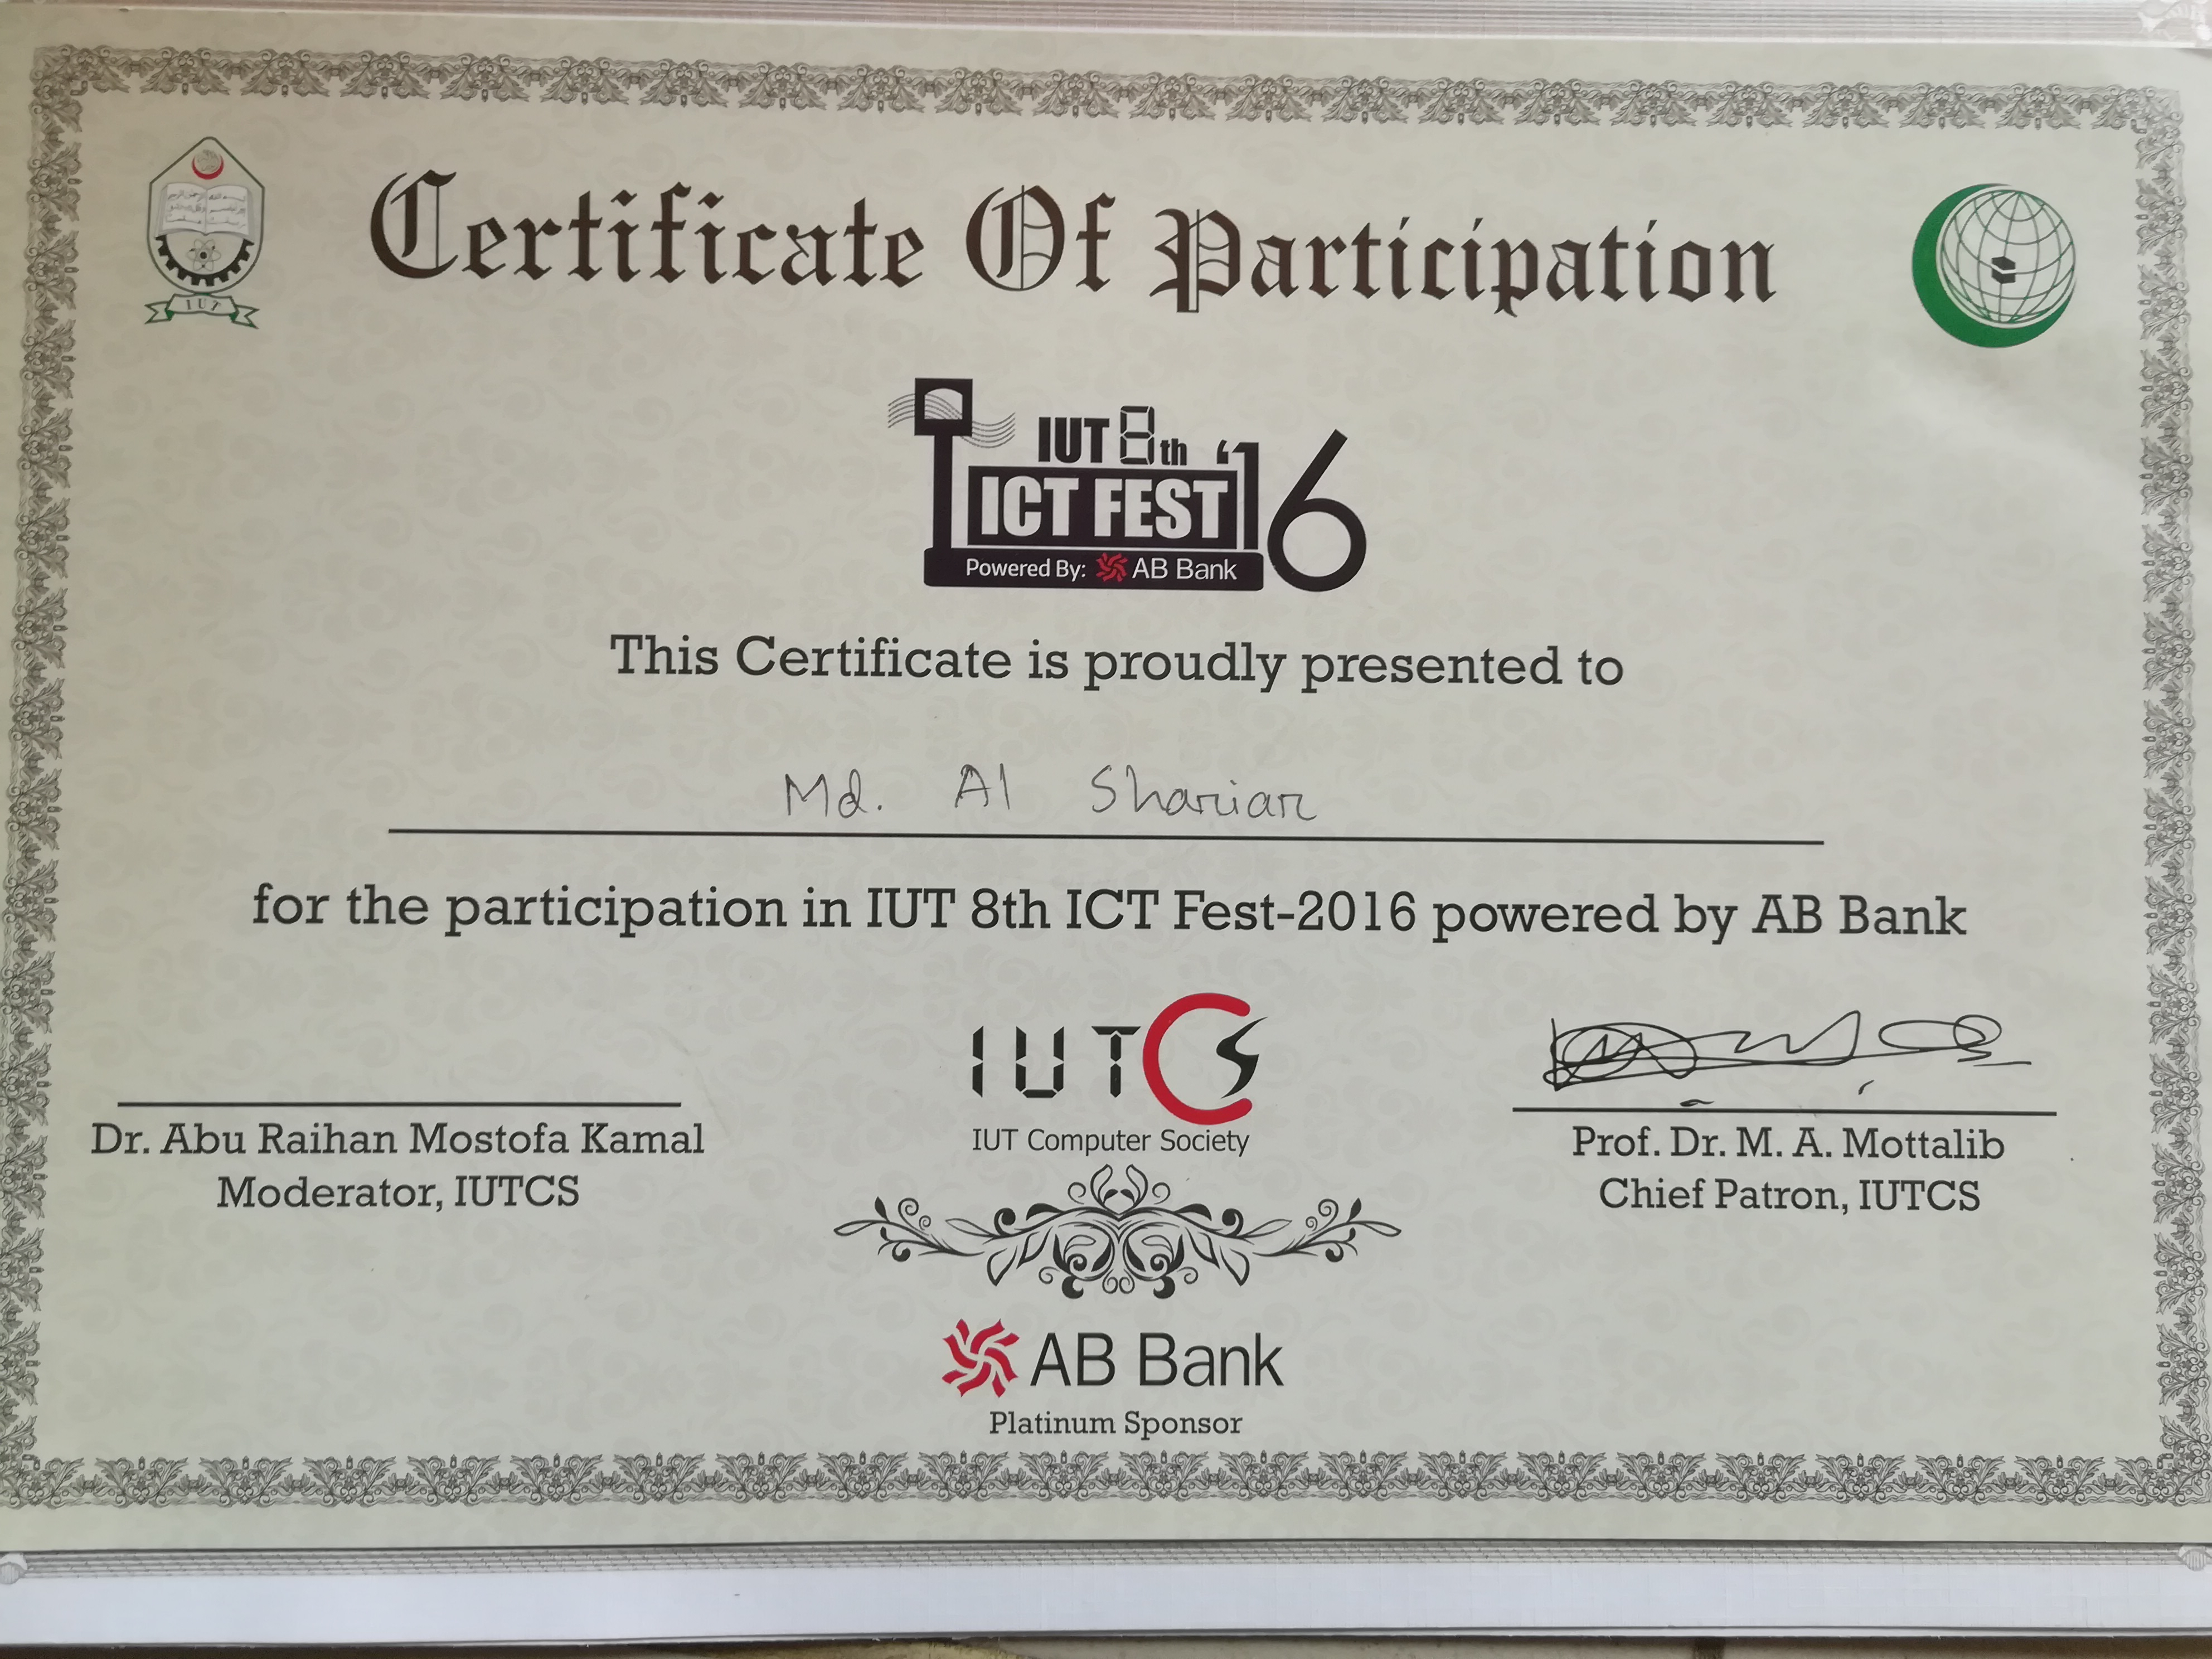 Certificate Of Participation
IUT
IUT 8th '16
ICT FEST
Powered By: AB Bank
This Certificate is proudly presented to
Md. Al Shariar
for the participation in IUT 8th ICT Fest-2016 powered by AB Bank
IUTCS
IUT Computer Society
Dr. Abu Raihan Mostofa Kamal
Moderator, IUTCS
Prof. Dr. M. A. Mottalib
Chief Patron, IUTCS
AB Bank
Platinum Sponsor